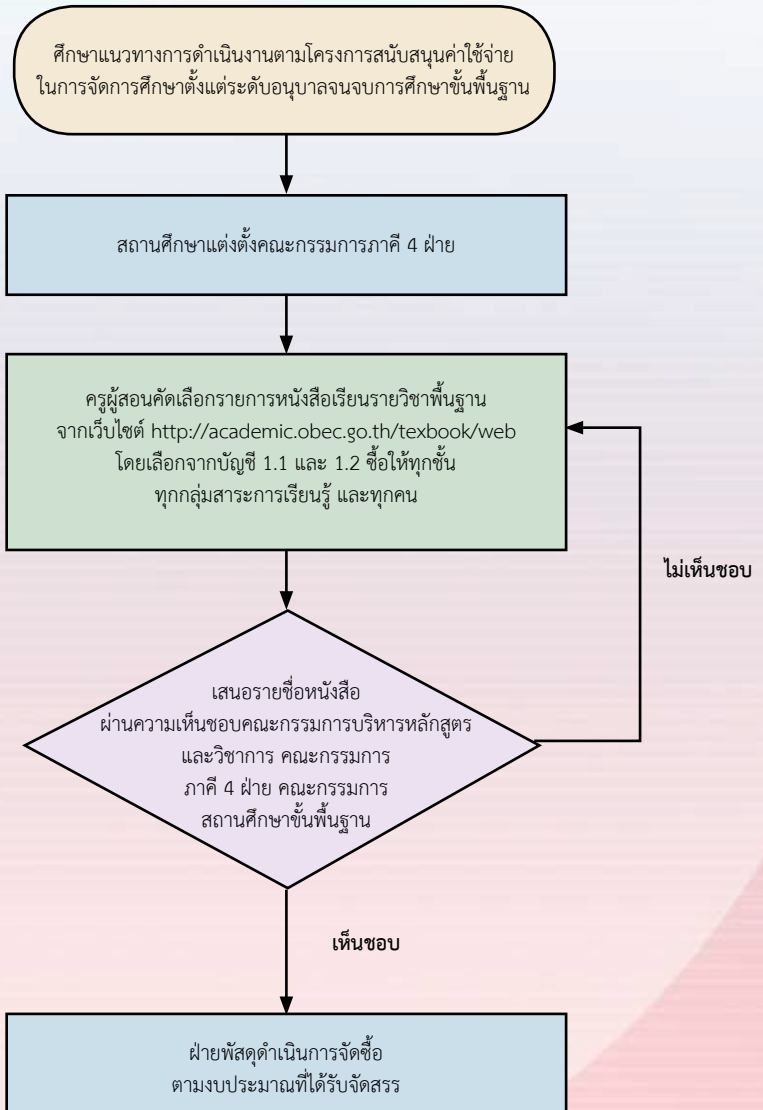 ศึกษาแนวทางการดำเนินงานตามโครงการสนับสนุนค่าใช้จ่าย
ในการจัดการศึกษาตั้งแต่ระดับอนุบาลจนจบการศึกษาขั้นพื้นฐาน
สถานศึกษาแต่งตั้งคณะกรรมการภาคี 4 ฝ่าย
ครูผู้สอนคัดเลือกรายการหนังสือเรียนรายวิชาพื้นฐาน
จากเว็บไซต์ http://academic.obec.go.th/texbook/web
โดยเลือกจากบัญชี 1.1 และ 1.2 ซื้อให้ทุกชั้น
ทุกกลุ่มสาระการเรียนรู้ และทุกคน
ไม่เห็นชอบ
เสนอรายชื่อหนังสือ
ผ่านความเห็นชอบคณะกรรมการบริหารหลักสูตร
และวิชาการ คณะกรรมการ
ภาคี 4 ฝ่าย คณะกรรมการ
สถานศึกษาขั้นพื้นฐาน
เห็นชอบ
ฝ่ายพัสดุดำเนินการจัดซื้อ
ตามงบประมาณที่ได้รับจัดสรร